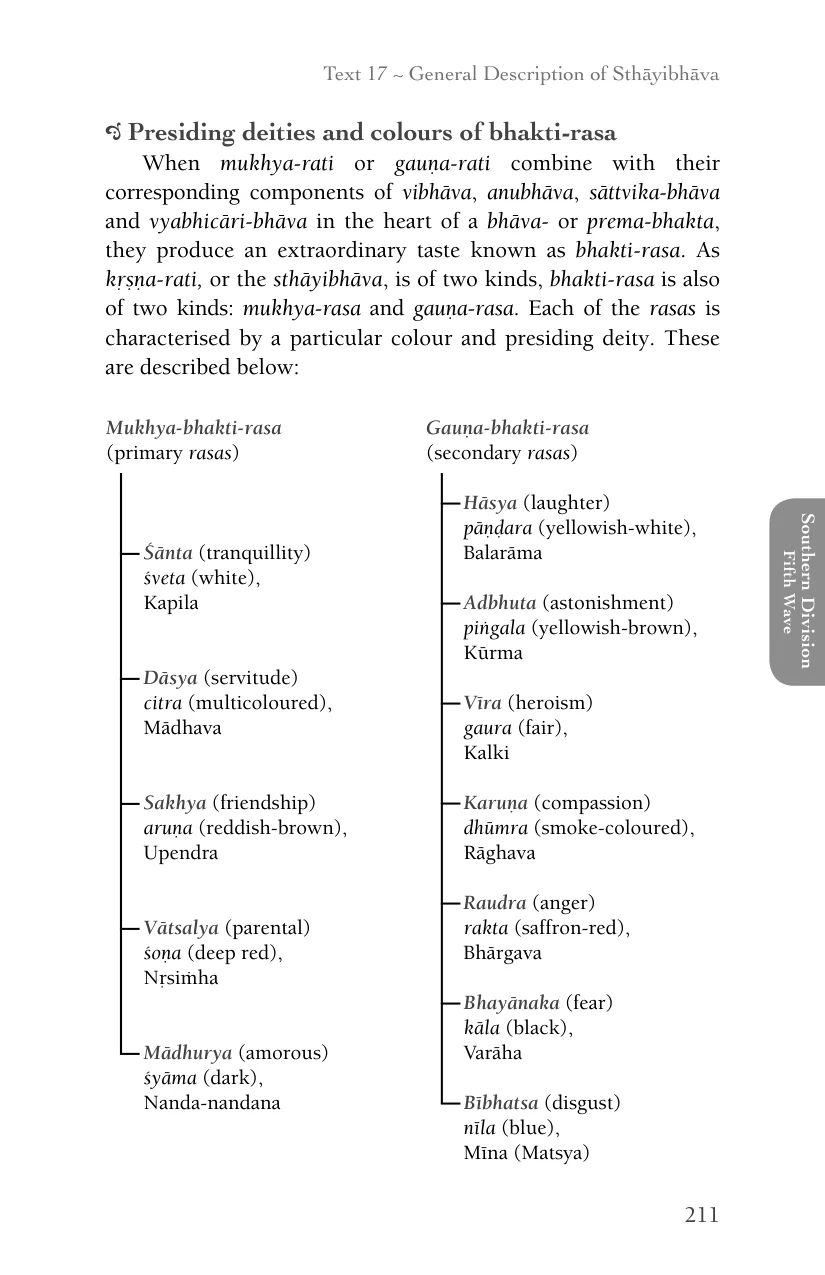 Text 17 ~ General Description of Sthāyibhāva
Presiding deities and colours of bhakti-rasa
When mukhya-rati or gauṇa-rati combine with their
corresponding components of vibhāva, anubhāva, sāttvika-bhāva
and vyabhicāri-bhāva in the heart of a bhāva- or prema-bhakta,
they produce an extraordinary taste known as bhakti-rasa. As
kṛṣṇa-rati, or the sthāyibhāva, is of two kinds, bhakti-rasa is also
of two kinds: mukhya-rasa and gauṇa-rasa. Each of the rasas is
characterised by a particular colour and presiding deity. These
are described below:
Mukhya-bhakti-rasa
(primary rasas)
Śānta (tranquillity)
śveta (white),
Kapila
Dāsya (servitude)
citra (multicoloured),
Mādhava
Sakhya (friendship)
aruṇa (reddish-brown),
Upendra
Vātsalya (parental)
śoṇa (deep red),
Nṛsiṁha
Mādhurya (amorous)
śyāma (dark),
Nanda-nandana
Gauṇa-bhakti-rasa
(secondary rasas)
Hāsya (laughter)
pāṇḍara (yellowish-white),
Balarāma
Adbhuta (astonishment)
piṅgala (yellowish-brown),
Kūrma
Vīra (heroism)
gaura (fair),
Kalki
Karuṇa (compassion)
dhūmra (smoke-coloured),
Rāghava
Raudra (anger)
rakta (saffron-red),
Bhārgava
Bhayānaka (fear)
kāla (black),
Varāha
Bībhatsa (disgust)
nīla (blue),
Mīna (Matsya)
Southern Division
Fifth Wave
211